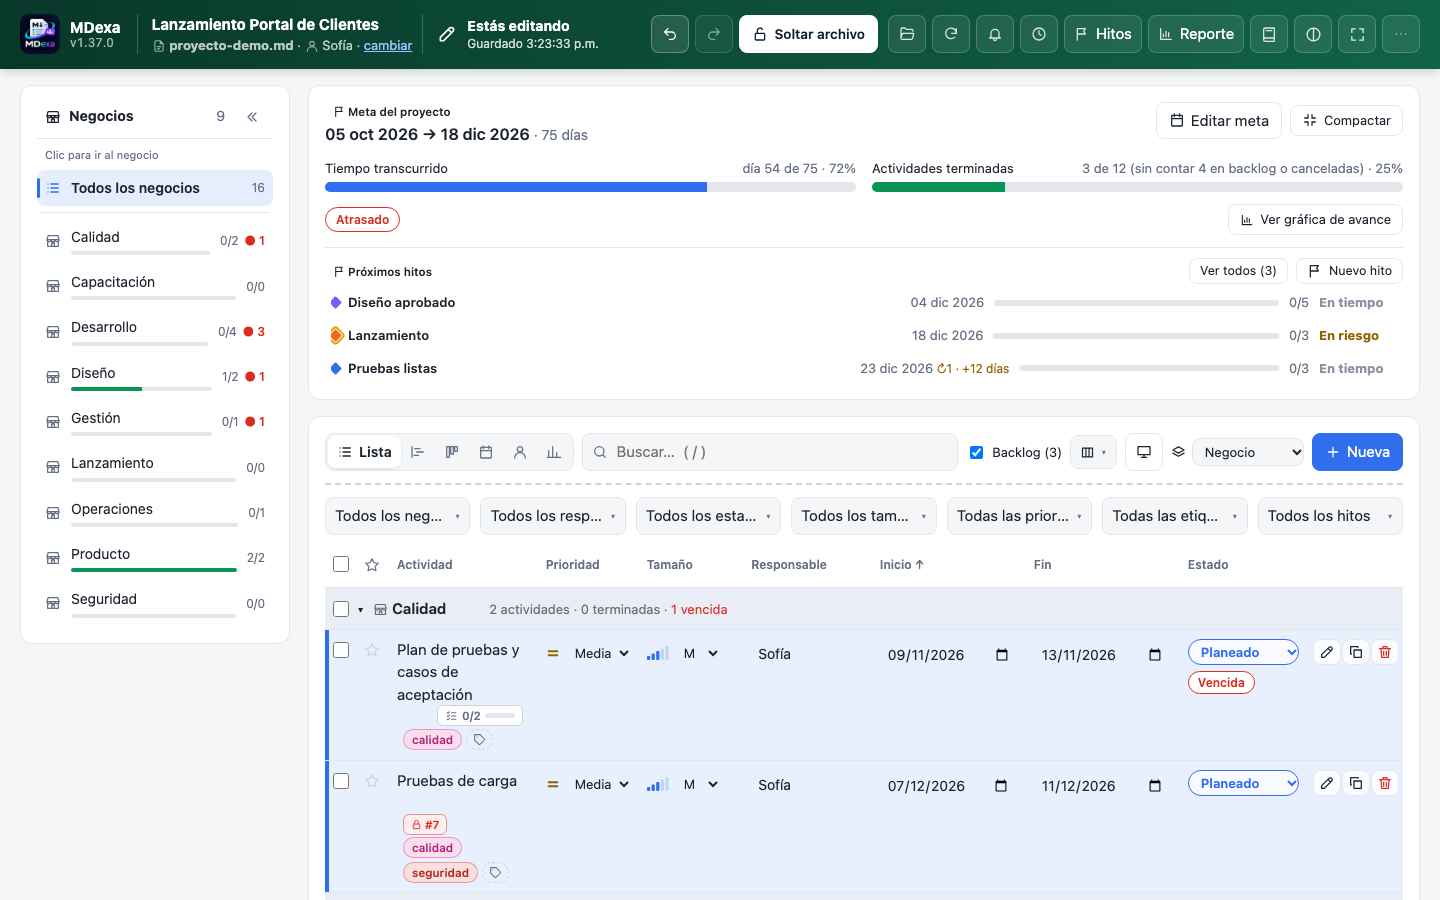 MDexa
v1.37.0
Lanzamiento Portal de Clientes
proyecto-demo.md · Sofía · cambiar
Estás editando
Guardado 3:23:33 p.m.
Soltar archivo
Hitos
Reporte
Negocios 9
Clic para ir al negocio
Todos los negocios 16
Calidad 0/2 1
Capacitación 0/0
Desarrollo 0/4 3
Diseño 1/2 1
Gestión 0/1 1
Lanzamiento 0/0
Operaciones 0/1
Producto 2/2
Seguridad 0/0
Meta del proyecto
05 oct 2026 → 18 dic 2026 · 75 días
Editar meta
Compactar
Tiempo transcurrido día 54 de 75 · 72%
Actividades terminadas 3 de 12 (sin contar 4 en backlog o canceladas) · 25%
Atrasado
Ver gráfica de avance
Próximos hitos
Ver todos (3)
Nuevo hito
Diseño aprobado 04 dic 2026 0/5 En tiempo
Lanzamiento 18 dic 2026 0/3 En riesgo
Pruebas listas 23 dic 2026 ↻1 · +12 días 0/3 En tiempo
Lista
Buscar... ( / )
Backlog (3)
Negocio
+ Nueva
Todos los neg...
Todos los resp...
Todos los esta...
Todos los tam...
Todas las prior...
Todas las etiq...
Todos los hitos
Actividad Prioridad Tamaño Responsable Inicio ↑ Fin Estado
Calidad 2 actividades · 0 terminadas · 1 vencida
Plan de pruebas y
casos de
aceptación
0/2
calidad
Media M Sofía 09/11/2026 13/11/2026 Planeado
Vencida
Pruebas de carga Media M Sofía 07/12/2026 11/12/2026 Planeado
#7
calidad
seguridad